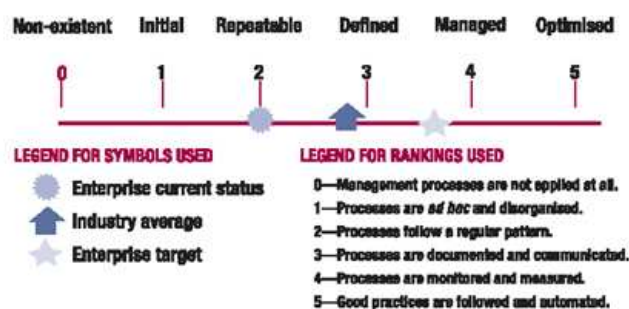 Non-existent Initial Repeatable Defined Managed Optimised
0 1 2 3 4 5
LEGEND FOR SYMBOLS USED
Enterprise current status
Industry average
Enterprise target
LEGEND FOR RANKINGS USED
0—Management processes are not applied at all.
1—Processes are ad hoc and disorganised.
2—Processes follow a regular pattern.
3—Processes are documented and communicated.
4—Processes are monitored and measured.
5—Good practices are followed and automated.